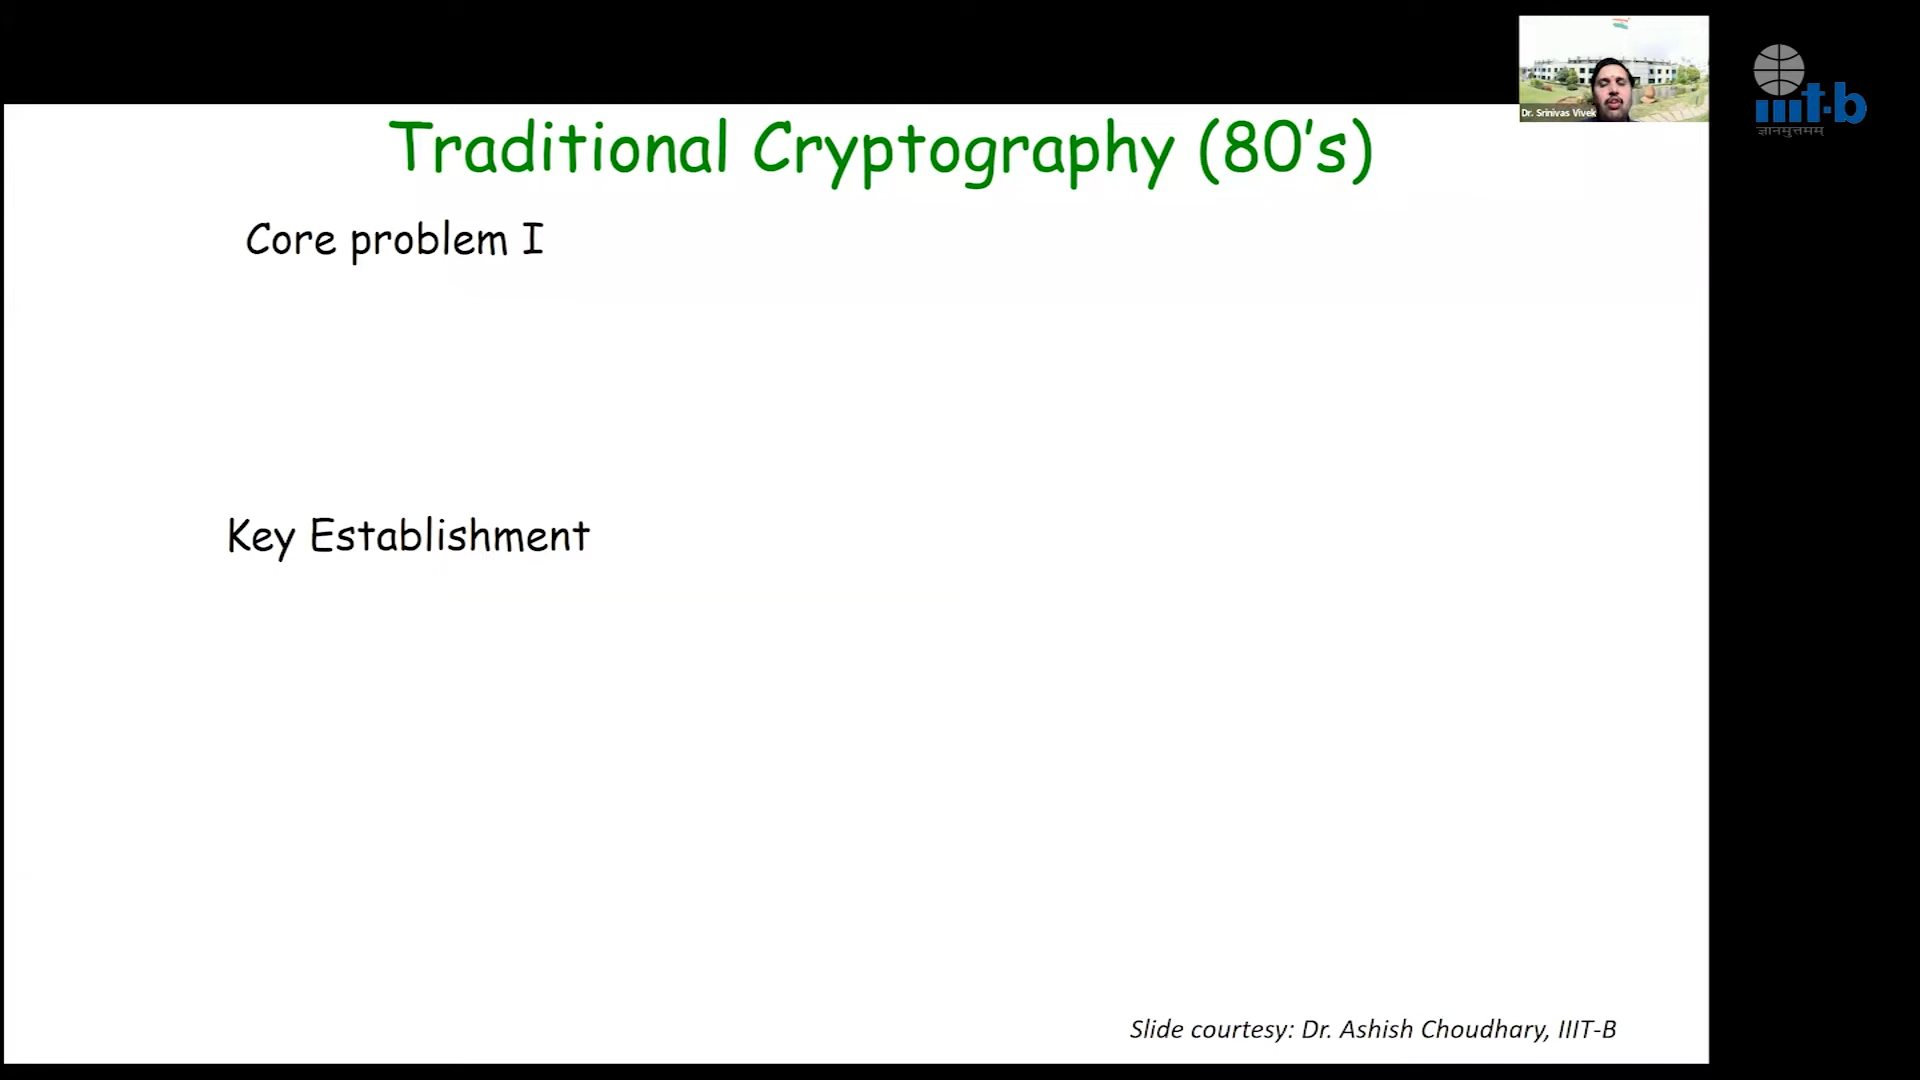 Traditional Cryptography (80's)
Dr. Srinivas Vivek
iiit-b
ज्ञानमुत्तमम्
Core problem I
Key Establishment
Slide courtesy: Dr. Ashish Choudhary, IIIT-B